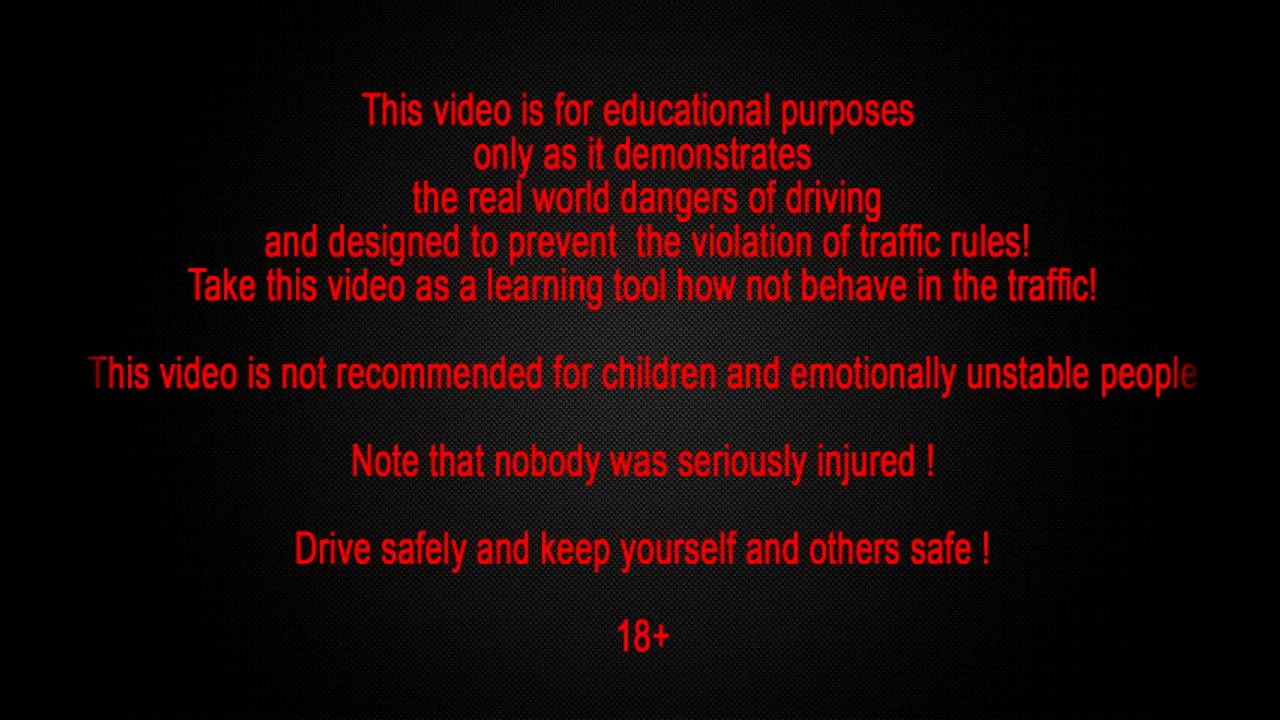 This video is for educational purposes
only as it demonstrates
the real world dangers of driving
and designed to prevent  the violation of traffic rules!
Take this video as a learning tool how not behave in the traffic!
This video is not recommended for children and emotionally unstable people
Note that nobody was seriously injured !
Drive safely and keep yourself and others safe !
18+